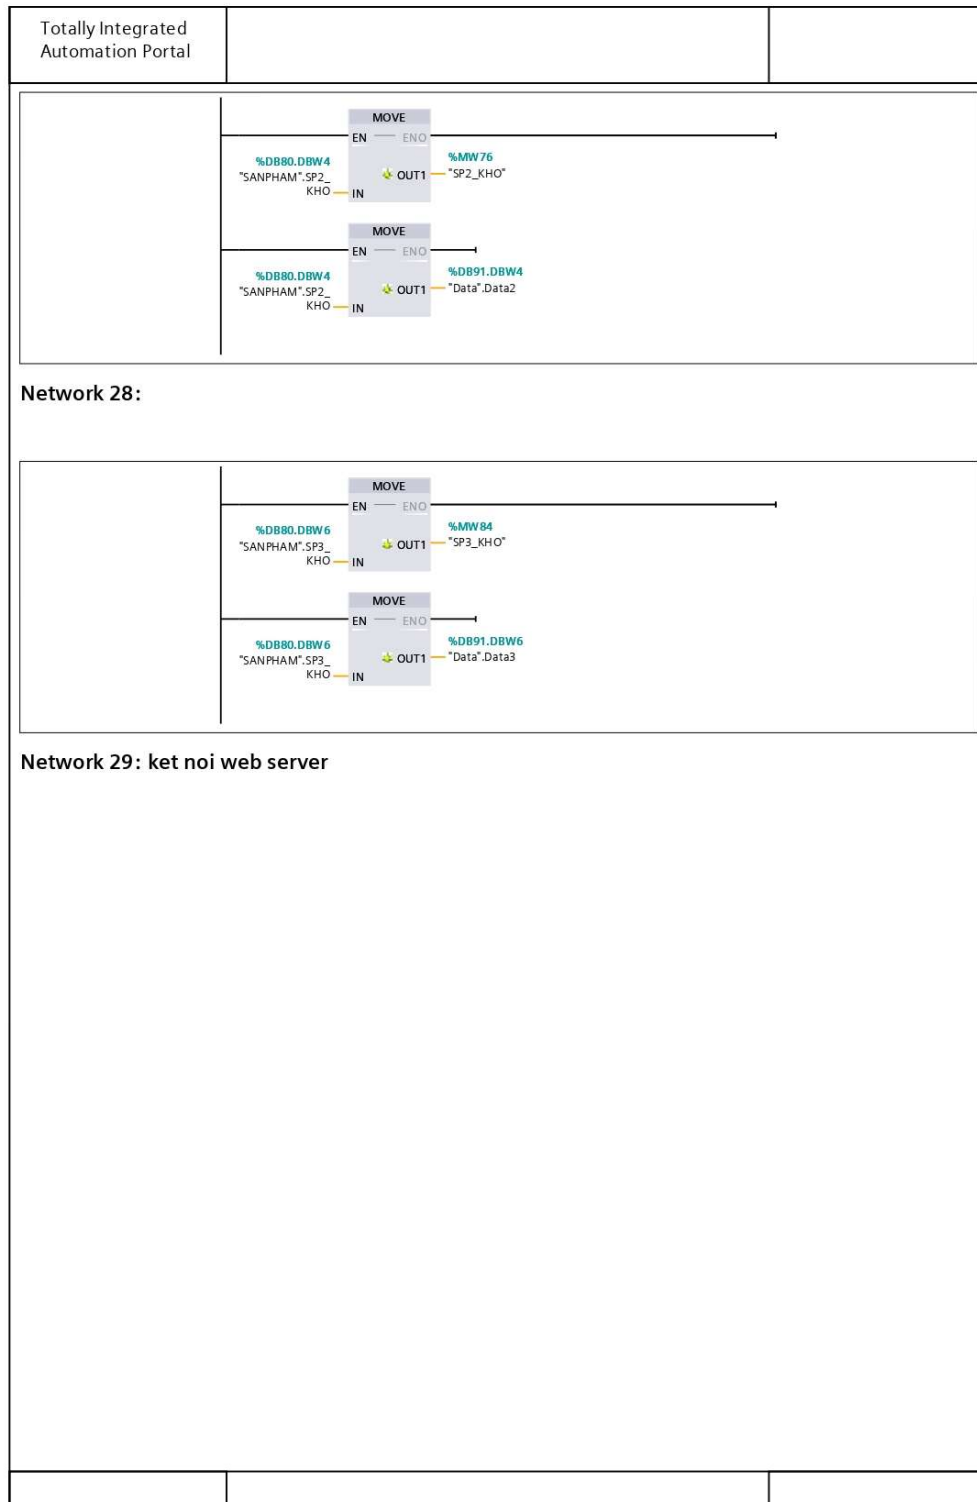 Totally Integrated
Automation Portal
MOVE
EN ENO
%DB80.DBW4
"SANPHAM".SP2_
KHO IN
%MW76
OUT1 "SP2_KHO"
MOVE
EN ENO
%DB80.DBW4
"SANPHAM".SP2_
KHO IN
%DB91.DBW4
OUT1 "Data".Data2
Network 28:
MOVE
EN ENO
%DB80.DBW6
"SANPHAM".SP3_
KHO IN
%MW84
OUT1 "SP3_KHO"
MOVE
EN ENO
%DB80.DBW6
"SANPHAM".SP3_
KHO IN
%DB91.DBW6
OUT1 "Data".Data3
Network 29: ket noi web server